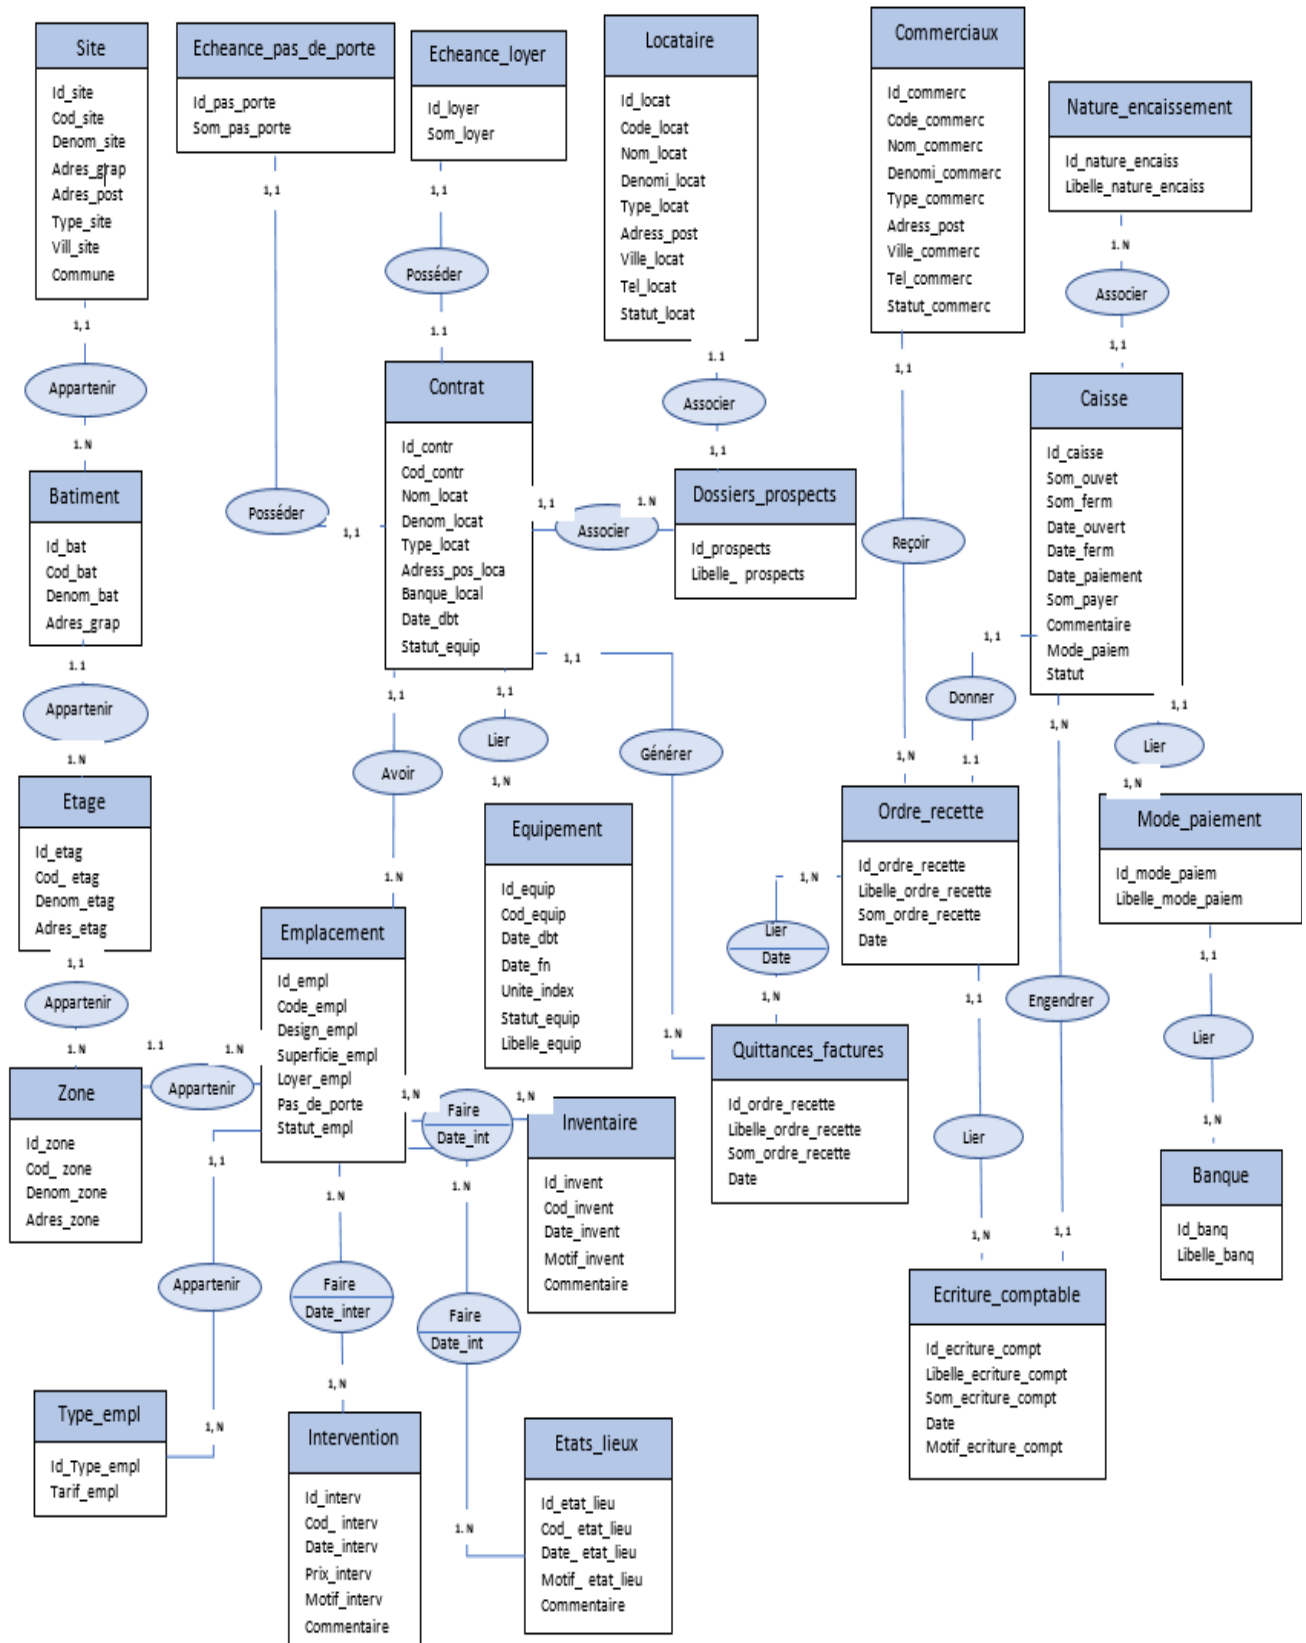 Site
Id_site
Cod_site
Denom_site
Adres_grap
Adres_post
Type_site
Vill_site
Commune
1, 1
Appartenir
1. N
Batiment
Id_bat
Cod_bat
Denom_bat
Adres_grap
1. 1
Appartenir
1. N
Etage
Id_etag
Cod_ etag
Denom_etag
Adres_etag
1, 1
Appartenir
1. N
Zone
Id_zone
Cod_ zone
Denom_zone
Adres_zone
1. 1
Appartenir
1. N
Echeance_pas_de_porte
Id_pas_porte
Som_pas_porte
1, 1
Posséder
1, 1
Echeance_loyer
Id_loyer
Som_loyer
1, 1
Posséder
1. 1
Contrat
Id_contr
Cod_contr
Nom_locat
Denom_locat
Type_locat
Adress_pos_loca
Banque_local
Date_dbt
Statut_equip
1, 1
Associer
1. N
Locataire
Id_locat
Code_locat
Nom_locat
Denomi_locat
Type_locat
Adress_post
Ville_locat
Tel_locat
Statut_locat
1. 1
Associer
1, 1
Dossiers_prospects
Id_prospects
Libelle_ prospects
1, 1
Avoir
1. N
1, 1
Lier
1, N
1, 1
Générer
1. N
Equipement
Id_equip
Cod_equip
Date_dbt
Date_fn
Unite_index
Statut_equip
Libelle_equip
Emplacement
Id_empl
Code_empl
Design_empl
Superficie_empl
Loyer_empl
Pas_de_porte
Statut_empl
1, N
Faire
Date_int
1, N
Inventaire
Id_invent
Cod_invent
Date_invent
Motif_invent
Commentaire
1, 1
Appartenir
1, N
Type_empl
Id_Type_empl
Tarif_empl
1. N
Faire
Date_inter
1, N
Intervention
Id_interv
Cod_ interv
Date_interv
Prix_interv
Motif_interv
Commentaire
1. N
Faire
Date_int
1. N
Etats_lieux
Id_etat_lieu
Cod_ etat_lieu
Date_ etat_lieu
Motif_ etat_lieu
Commentaire
Commerciaux
Id_commerc
Code_commerc
Nom_commerc
Denomi_commerc
Type_commerc
Adress_post
Ville_commerc
Tel_commerc
Statut_commerc
1, 1
Reçoir
1, N
Nature_encaissement
Id_nature_encaiss
Libelle_nature_encaiss
1. N
Associer
1, 1
Caisse
Id_caisse
Som_ouvet
Som_ferm
Date_ouvert
Date_ferm
Date_paiement
Som_payer
Commentaire
Mode_paiem
Statut
1, 1
Donner
1. 1
1, N
Engendrer
1, 1
1, 1
Lier
1, N
Ordre_recette
Id_ordre_recette
Libelle_ordre_recette
Som_ordre_recette
Date
1, N
Lier
Date
1, N
Quittances_factures
Id_ordre_recette
Libelle_ordre_recette
Som_ordre_recette
Date
1, 1
Lier
1, N
Mode_paiement
Id_mode_paiem
Libelle_mode_paiem
1, 1
Lier
1, N
Banque
Id_banq
Libelle_banq
Ecriture_comptable
Id_ecriture_compt
Libelle_ecriture_compt
Som_ecriture_compt
Date
Motif_ecriture_compt